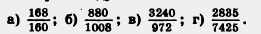 а) 168/160; б) 880/1008; в) 3240/972; г) 2835/7425.